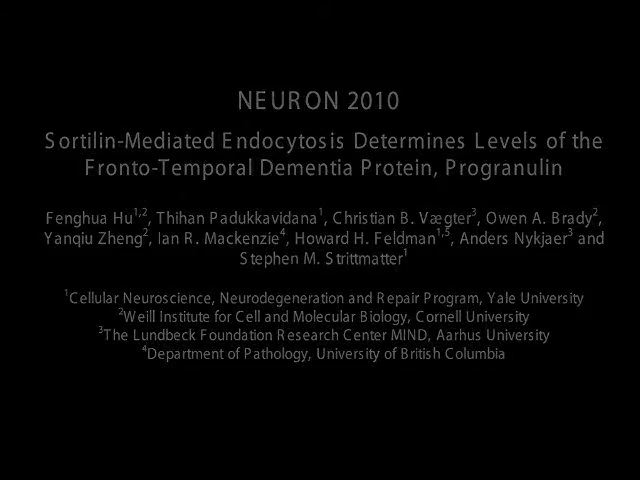 NEURON 2010
Sortilin-Mediated Endocytosis Determines Levels of the
Fronto-Temporal Dementia Protein, Progranulin
Fenghua Hu1,2, Thihan Padukkavidana1, Christian B. Vægter3, Owen A. Brady2,
Yanqiu Zheng2, Ian R. Mackenzie4, Howard H. Feldman1,5, Anders Nykjaer3 and
Stephen M. Strittmatter1
1Cellular Neuroscience, Neurodegeneration and Repair Program, Yale University
2Weill Institute for Cell and Molecular Biology, Cornell University
3The Lundbeck Foundation Research Center MIND, Aarhus University
4Department of Pathology, University of British Columbia